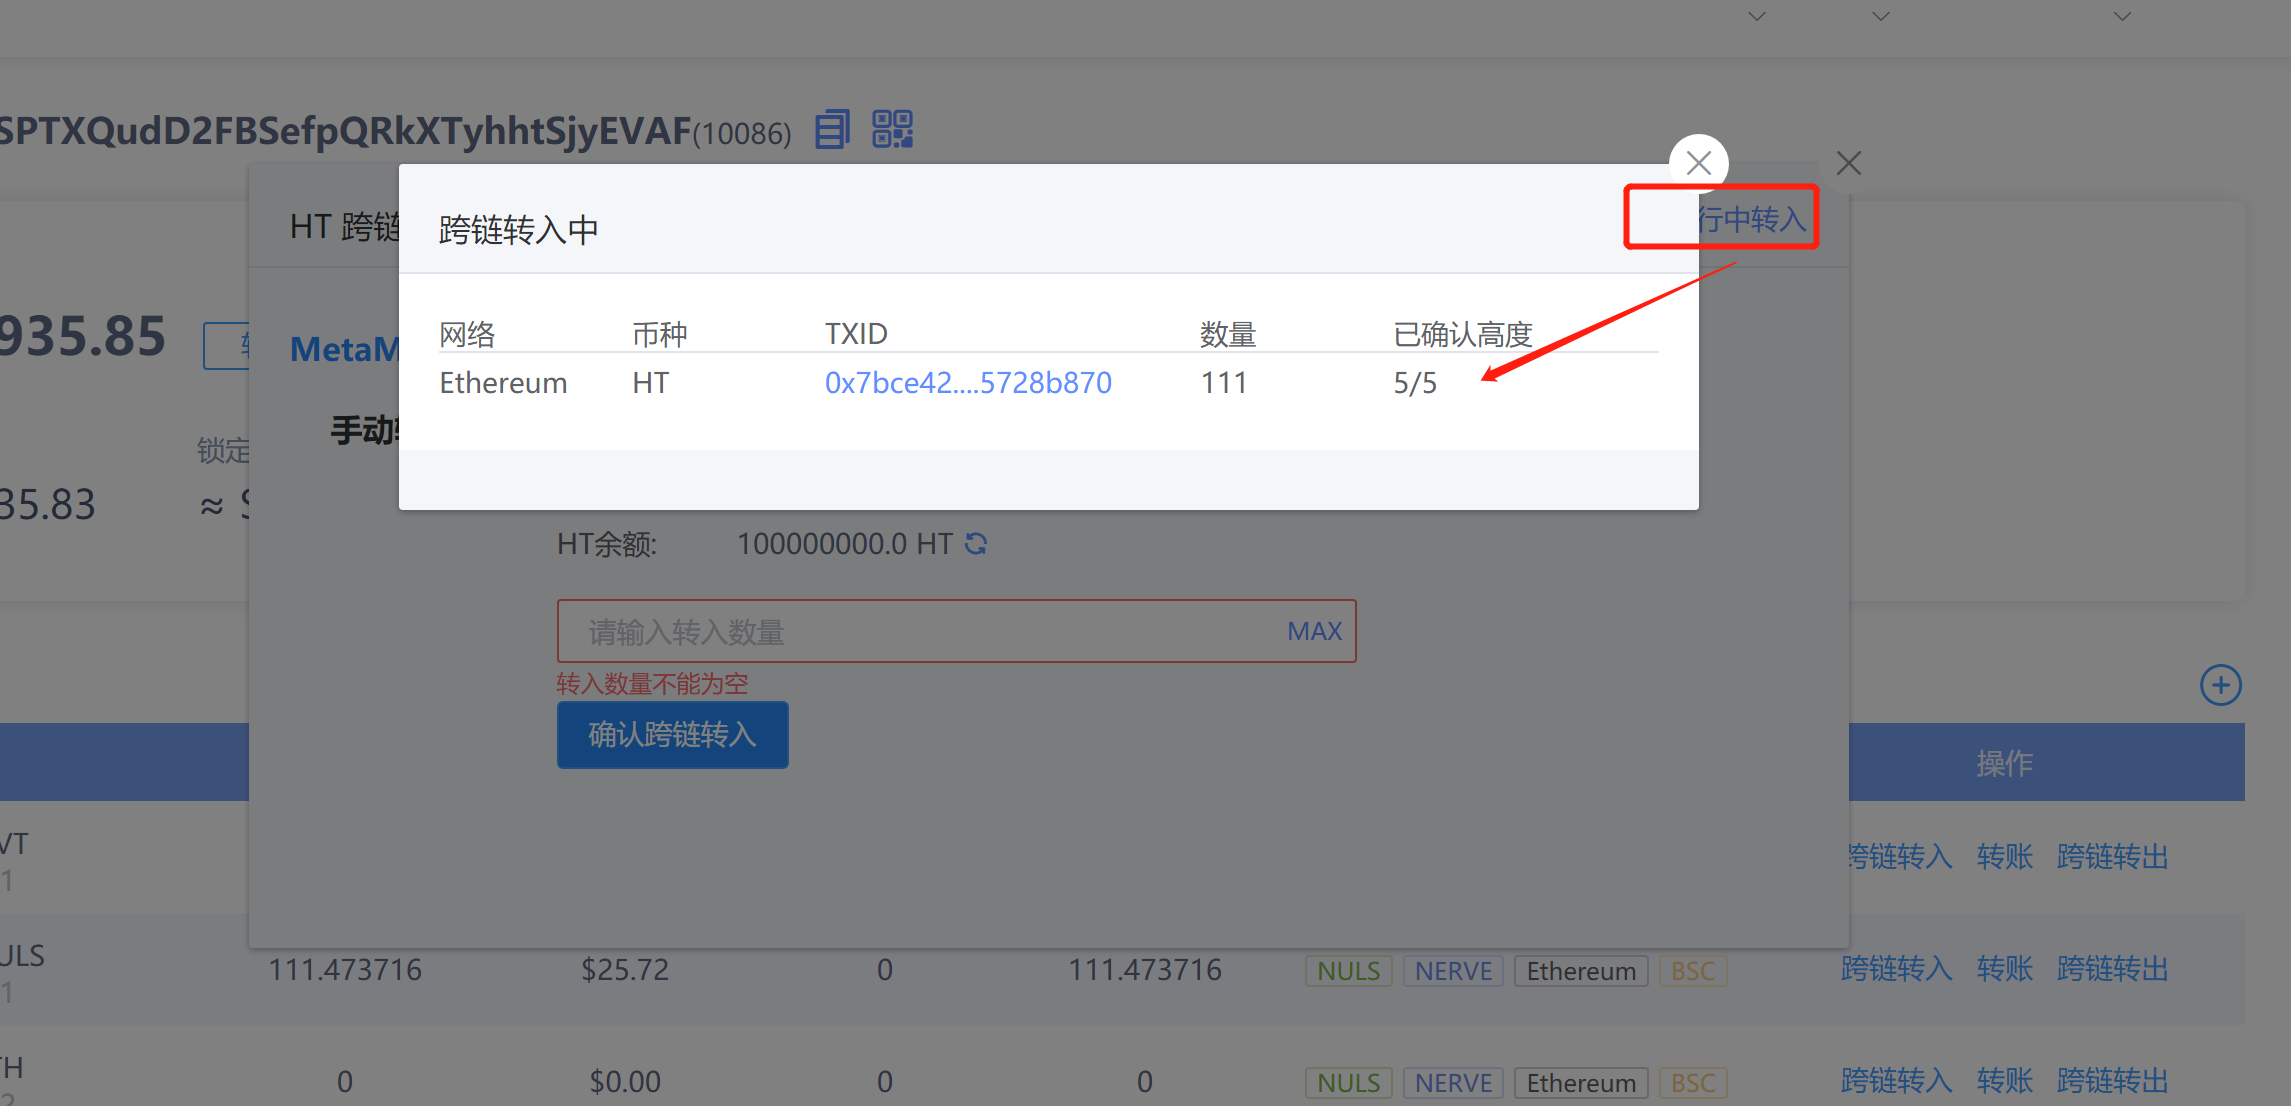 SPTXQudD2FBSefpQRkXTyhhtSjyEVAF(10086)
HT 跨链
跨链转入中
行中转入
935.85
MetaM
网络 币种 TXID 数量 已确认高度
Ethereum HT 0x7bce42....5728b870 111 5/5
手动
锁定
35.83 ≈
HT余额: 100000000.0 HT
请输入转入数量 MAX
转入数量不能为空
确认跨链转入
操作
VT
1
跨链转入 转账 跨链转出
ULS
1
111.473716 $25.72 0 111.473716 NULS NERVE Ethereum BSC 跨链转入 转账 跨链转出
TH
2
0 $0.00 0 0 NULS NERVE Ethereum BSC 跨链转入 转账 跨链转出